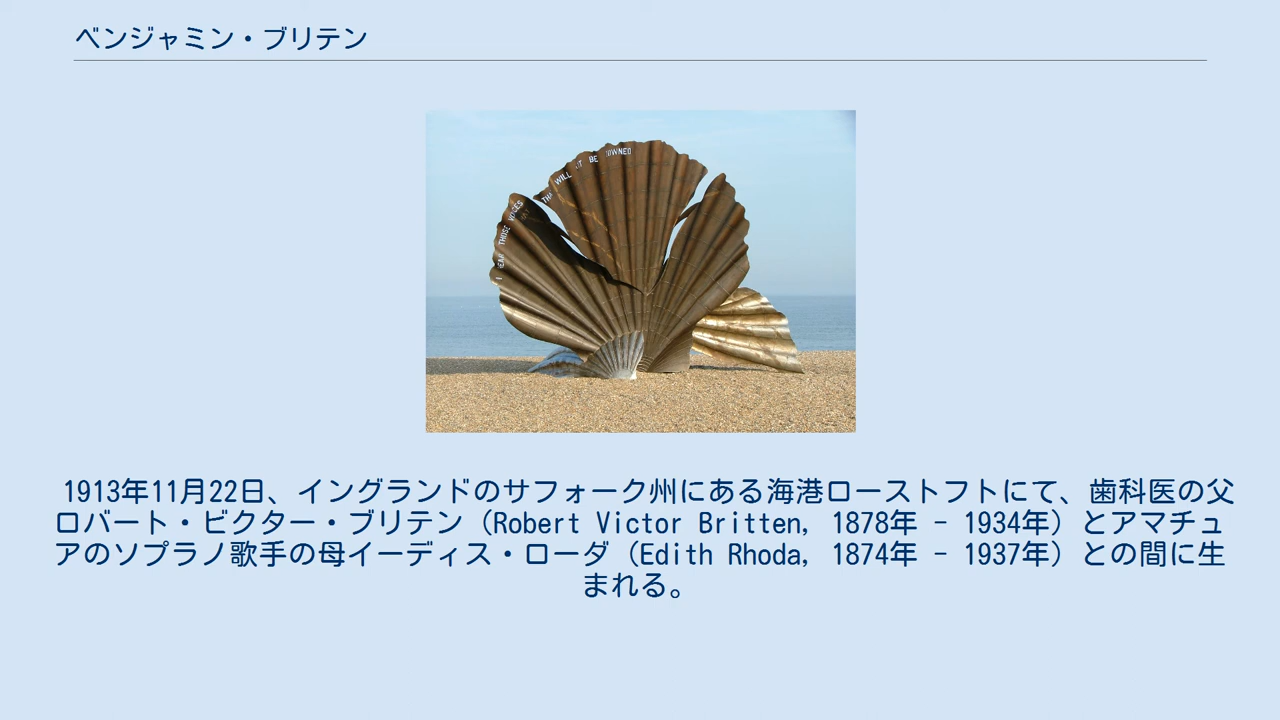 ベンジャミン・ブリテン
THOSE VOICES
WILL
BE
1913年11月22日、イングランドのサフォーク州にある海港ローストフトにて、歯科医の父
ロバート・ビクター・ブリテン（Robert Victor Britten, 1878年 - 1934年）とアマチュ
アのソプラノ歌手の母イーディス・ローダ（Edith Rhoda, 1874年 - 1937年）との間に生
まれる。